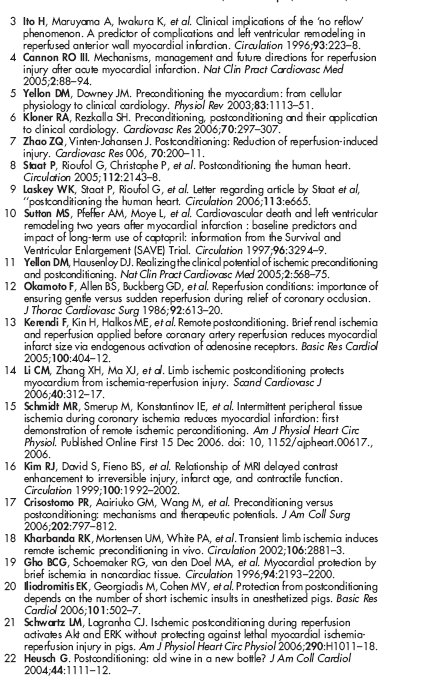 3 Ito H, Maruyama A, Iwakura K, et al. Clinical implications of the 'no reflow'
phenomenon. A predictor of complications and left ventricular remodeling in
reperfused anterior wall myocardial infarction. Circulation 1996;93:223–8.
4 Cannon RO III. Mechanisms, management and future directions for reperfusion
injury after acute myocardial infarction. Nat Clin Pract Cardiovasc Med
2005;2:88–94.
5 Yellon DM, Downey JM. Preconditioning the myocardium: from cellular
physiology to clinical cardiology. Physiol Rev 2003;83:1113–51.
6 Kloner RA, Rezkalla SH. Preconditioning, postconditioning and their application
to clinical cardiology. Cardiovasc Res 2006;70:297–307.
7 Zhao ZQ, Vinten-Johansen J. Postconditioning: Reduction of reperfusion-induced
injury. Cardiovasc Res 006, 70:200–11.
8 Staat P, Rioufol G, Christophe P, et al. Postconditioning the human heart.
Circulation 2005;112:2143–8.
9 Laskey WK, Staat P, Rioufol G, et al. Letter regarding article by Staat et al,
''postconditioning the human heart. Circulation 2006;113:e665.
10 Sutton MS, Pfeffer AM, Moye L, et al. Cardiovascular death and left ventricular
remodeling two years after myocardial infarction : baseline predictors and
impact of long-term use of captopril: information from the Survival and
Ventricular Enlargement (SAVE) Trial. Circulation 1997;96:3294–9.
11 Yellon DM, Hausenloy DJ. Realizing the clinical potential of ischemic preconditioning
and postconditioning. Nat Clin Pract Cardiovasc Med 2005;2:568–75.
12 Okamoto F, Allen BS, Buckberg GD, et al. Reperfusion conditions: importance of
ensuring gentle versus sudden reperfusion during relief of coronary occlusion.
J Thorac Cardovasc Surg 1986;92:613–20.
13 Kerendi F, Kin H, Halkos ME, et al. Remote postconditioning. Brief renal ischemia
and reperfusion applied before coronary artery reperfusion reduces myocardial
infarct size via endogenous activation of adenosine receptors. Basic Res Cardiol
2005;100:404–12.
14 Li CM, Zhang XH, Ma XJ, et al. Limb ischemic postconditioning protects
myocardium from ischemia-reperfusion injury. Scand Cardiovasc J
2006;40:312–17.
15 Schmidt MR, Smerup M, Konstantinov IE, et al. Intermittent peripheral tissue
ischemia during coronary ischemia reduces myocardial infarction: first
demonstration of remote ischemic perconditioning. Am J Physiol Heart Circ
Physiol. Published Online First 15 Dec 2006. doi: 10, 1152/ajpheart.00617.,
2006.
16 Kim RJ, David S, Fieno BS, et al. Relationship of MRI delayed contrast
enhancement to irreversible injury, infarct age, and contractile function.
Circulation 1999;100:1992–2002.
17 Crisostomo PR, Aairiuko GM, Wang M, et al. Preconditioning versus
postconditioning: mechanisms and therapeutic potentials. J Am Coll Surg
2006;202:797–812.
18 Kharbanda RK, Mortensen UM, White PA, et al. Transient limb ischemia induces
remote ischemic preconditioning in vivo. Circulation 2002;106:2881–3.
19 Gho BCG, Schoemaker RG, van den Doel MA, et al. Myocardial protection by
brief ischemia in noncardiac tissue. Circulation 1996;94:2193–2200.
20 Iliodromitis EK, Georgiadis M, Cohen MV, et al. Protection from postconditioning
depends on the number of short ischemic insults in anesthetized pigs. Basic Res
Cardiol 2006;101:502–7.
21 Schwartz LM, Lagranha CJ. Ischemic postconditioning during reperfusion
activates Akt and ERK without protecting against lethal myocardial ischemia-
reperfusion injury in pigs. Am J Physiol Heart Circ Physiol 2006;290:H1011–18.
22 Heusch G. Postconditioning: old wine in a new bottle? J Am Coll Cardiol
2004;44:1111–12.